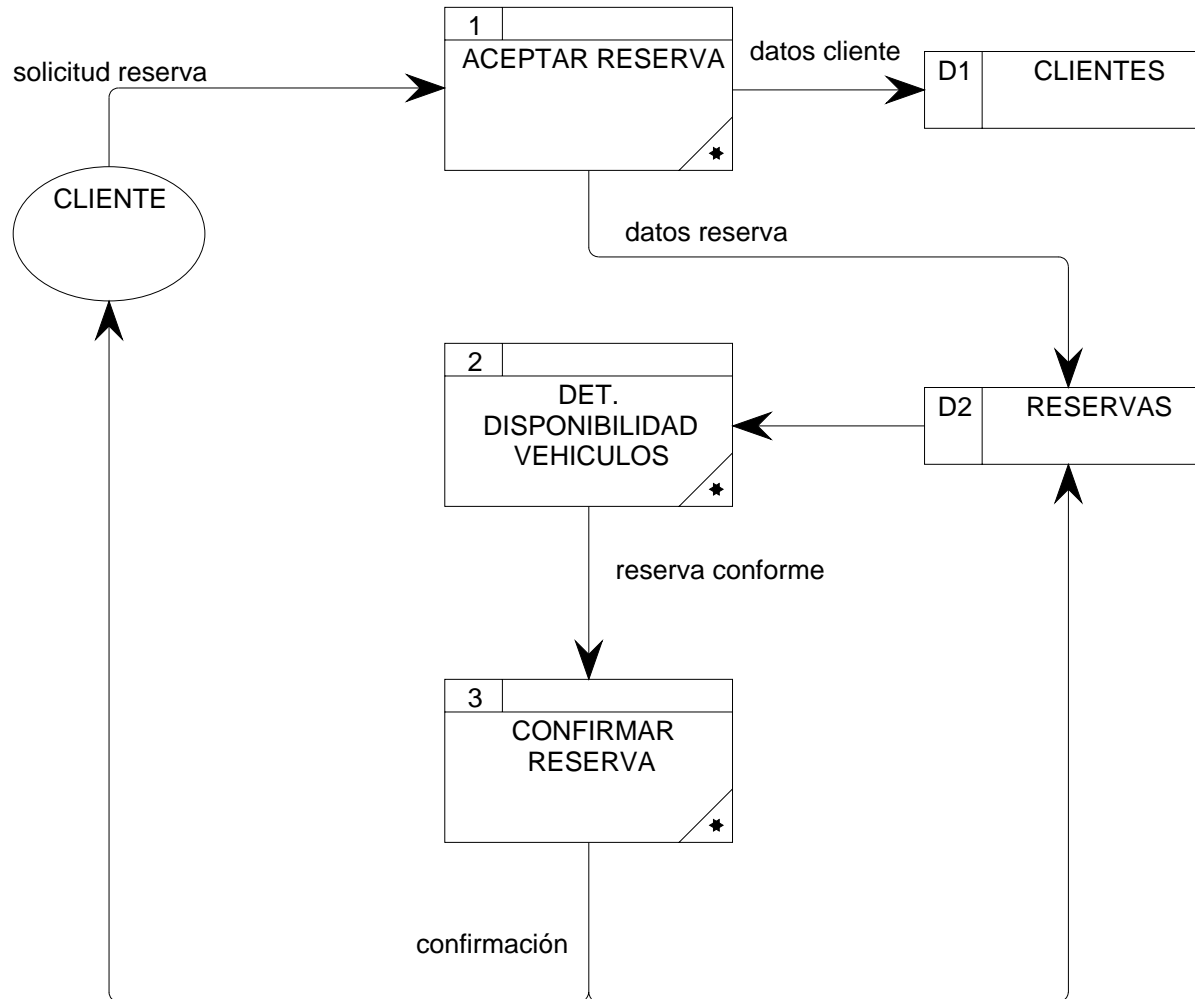 1
ACEPTAR RESERVA
datos cliente
D1
CLIENTES
solicitud reserva
CLIENTE
datos reserva
2
DET.
DISPONIBILIDAD
VEHICULOS
D2
RESERVAS
reserva conforme
3
CONFIRMAR
RESERVA
confirmación